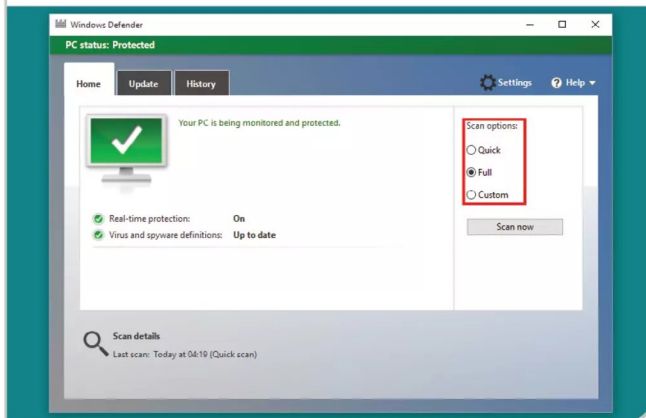 Windows Defender
PC status: Protected
Home Update History Settings Help
Your PC is being monitored and protected.
Scan options:
Quick
Full
Custom
Scan now
Real-time protection: On
Virus and spyware definitions: Up to date
Scan details
Last scan: Today at 04:19 (Quick scan)